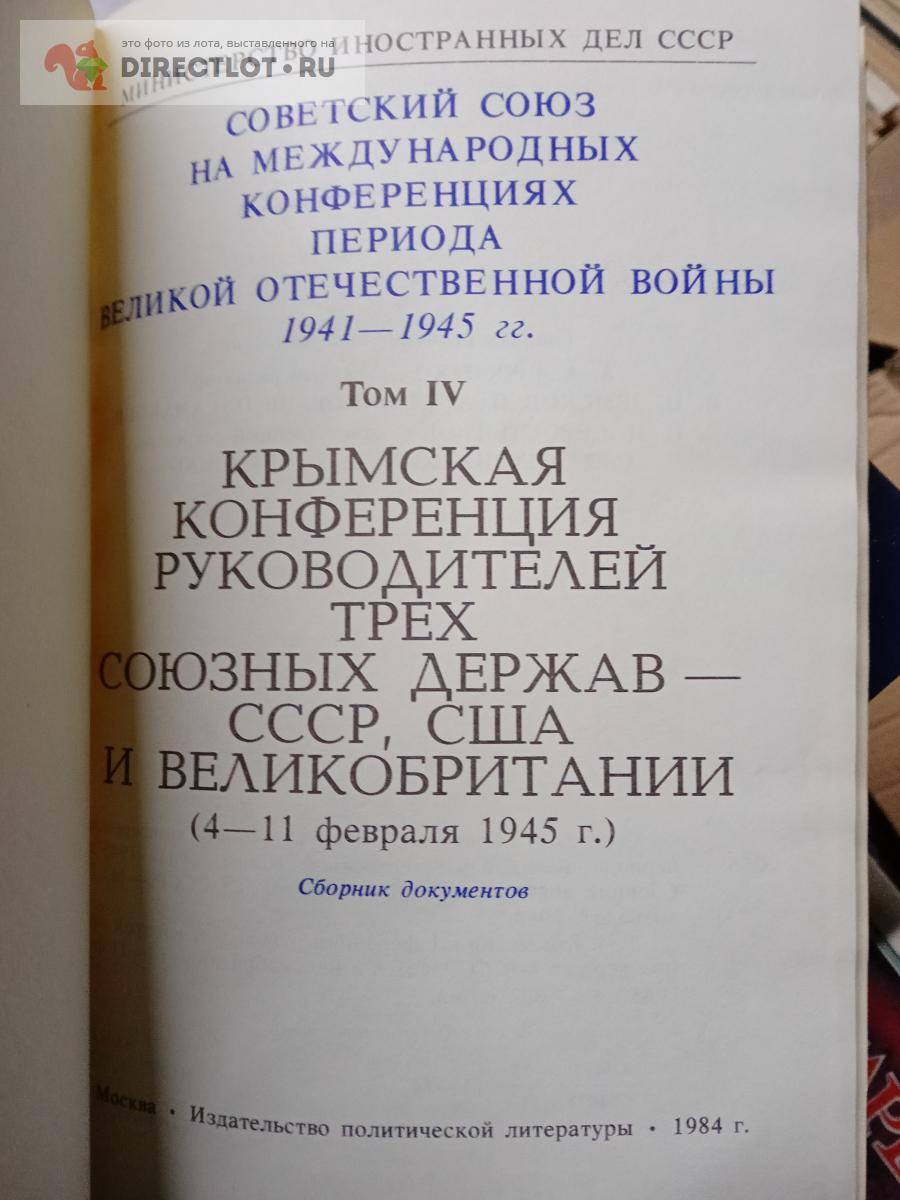 это фото из лота, выставленного на
DIRECTLOT.RU
МИНИСТЕРСТВО ИНОСТРАННЫХ ДЕЛ СССР
СОВЕТСКИЙ СОЮЗ
НА МЕЖДУНАРОДНЫХ
КОНФЕРЕНЦИЯХ
ПЕРИОДА
ВЕЛИКОЙ ОТЕЧЕСТВЕННОЙ ВОЙНЫ
1941—1945 гг.
Том IV
КРЫМСКАЯ
КОНФЕРЕНЦИЯ
РУКОВОДИТЕЛЕЙ
ТРЕХ
СОЮЗНЫХ ДЕРЖАВ —
СССР, США
И ВЕЛИКОБРИТАНИИ
(4—11 февраля 1945 г.)
Сборник документов
Москва • Издательство политической литературы • 1984 г.